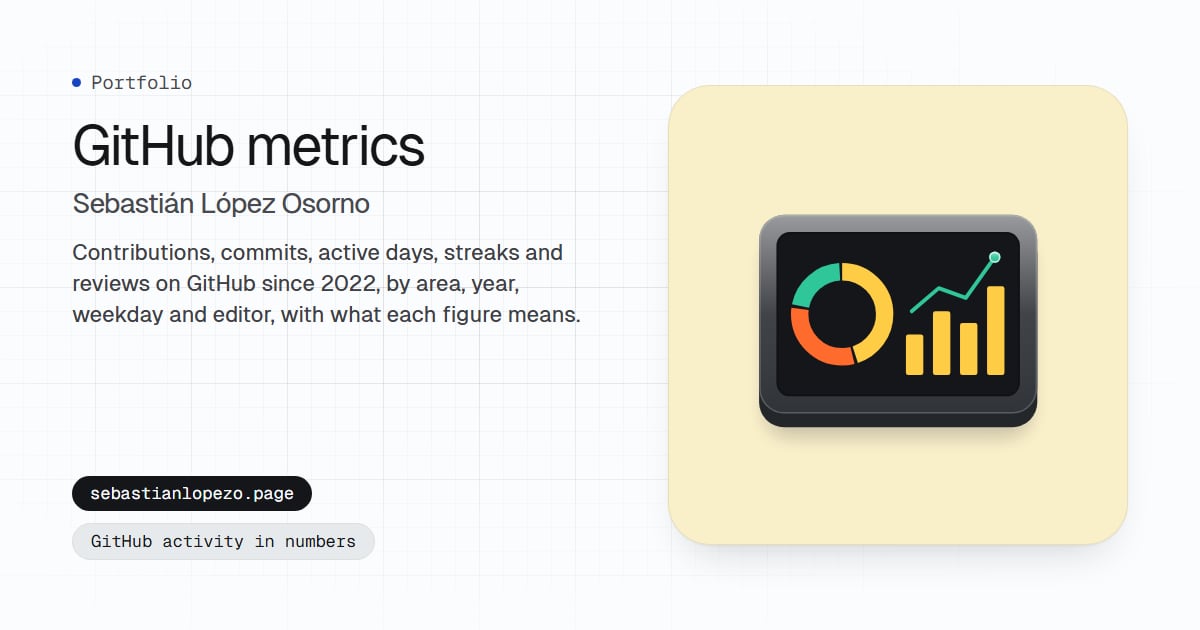 Portfolio
GitHub metrics
Sebastián López Osorno
Contributions, commits, active days, streaks and
reviews on GitHub since 2022, by area, year,
weekday and editor, with what each figure means.
sebastianlopezo.page
GitHub activity in numbers